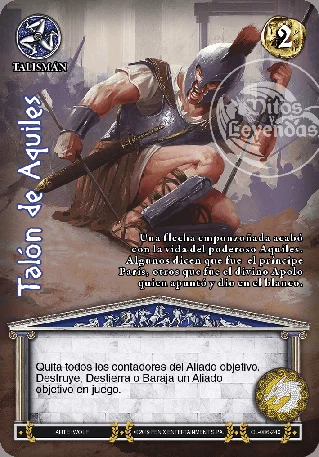 TALISMAN
2
Mitos y
Leyendas
Talón de Aquiles
Una flecha emponzoñada acabó
con la vida del poderoso Aquiles.
Algunos dicen que fue el príncipe
Paris, otros que fue el divino Apolo
quien apuntó y dio en el blanco.
Quita todos los contadores del Aliado objetivo.
Destruye, Destierra o Baraja un Aliado
objetivo en juego.